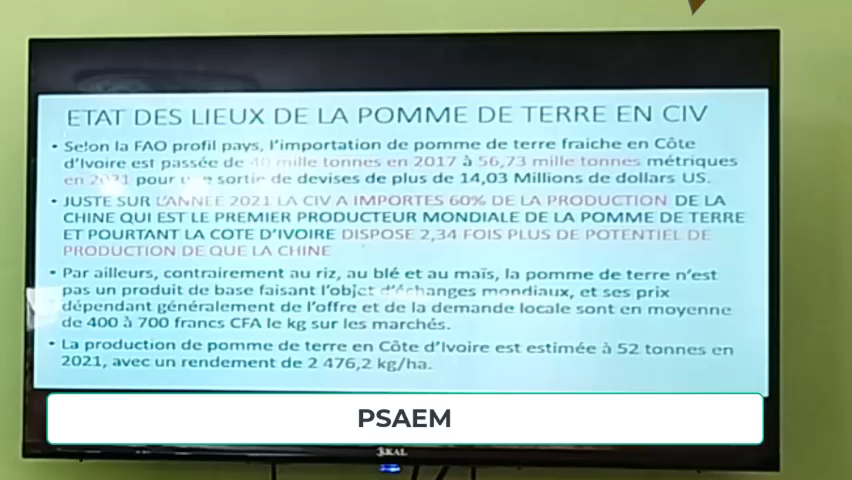 ETAT DES LIEUX DE LA POMME DE TERRE EN CIV
• Selon la FAO profil pays, l'importation de pomme de terre fraiche en Côte
d'Ivoire est passée de 40 mille tonnes en 2017 à 56,73 mille tonnes métriques
en 2021 pour une sortie de devises de plus de 14,03 Millions de dollars US.
• JUSTE SUR L'ANNEE 2021 LA CIV A IMPORTES 60% DE LA PRODUCTION DE LA
CHINE QUI EST LE PREMIER PRODUCTEUR MONDIALE DE LA POMME DE TERRE
ET POURTANT LA COTE D'IVOIRE DISPOSE 2,34 FOIS PLUS DE POTENTIEL DE
PRODUCTION DE QUE LA CHINE
• Par ailleurs, contrairement au riz, au blé et au maïs, la pomme de terre n'est
pas un produit de base faisant l'objet d'échanges mondiaux, et ses prix
dépendant généralement de l'offre et de la demande locale sont en moyenne
de 400 à 700 francs CFA le kg sur les marchés.
• La production de pomme de terre en Côte d'Ivoire est estimée à 52 tonnes en
2021, avec un rendement de 2 476,2 kg/ha.
PSAEM